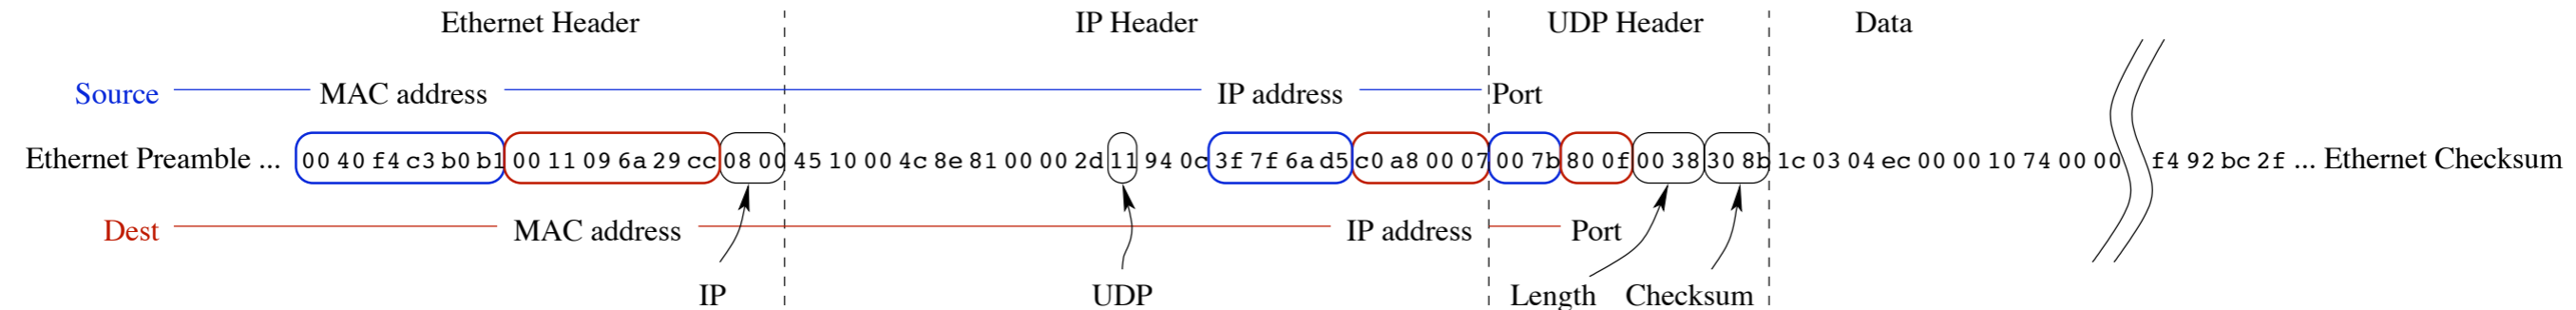 Ethernet Header IP Header UDP Header Data
Source MAC address IP address Port
Ethernet Preamble ... 00 40 f4 c3 b0 b1 00 11 09 6a 29 cc 08 00 45 10 00 4c 8e 81 00 00 2d 11 94 0c 3f 7f 6a d5 c0 a8 00 07 00 7b 80 0f 00 38 30 8b 1c 03 04 ec 00 00 10 74 00 00 f4 92 bc 2f ... Ethernet Checksum
Dest MAC address IP address Port
IP UDP Length Checksum